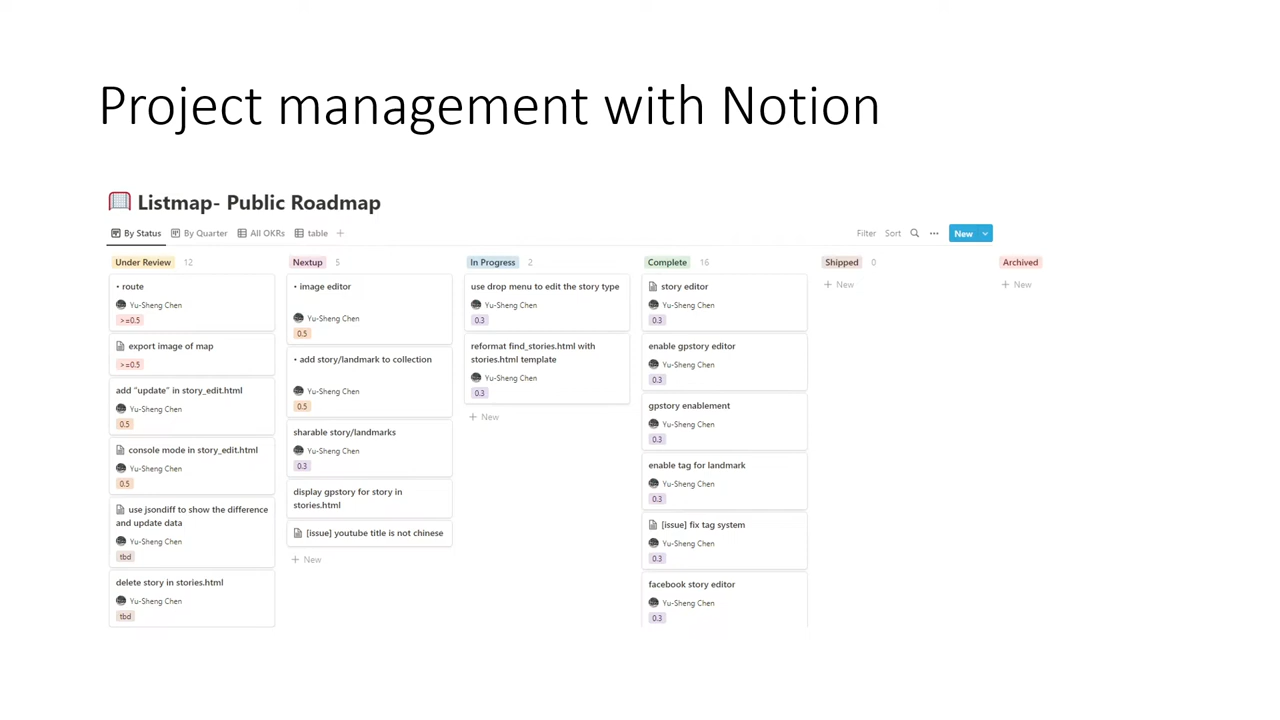 Project management with Notion
Listmap- Public Roadmap
By Status By Quarter All OKRs table +
Filter Sort ••• New
Under Review 12
• route
Yu-Sheng Chen
>=0.5
export image of map
>=0.5
add "update" in story_edit.html
Yu-Sheng Chen
0.5
console mode in story_edit.html
Yu-Sheng Chen
0.5
use jsondiff to show the difference
and update data
Yu-Sheng Chen
tbd
delete story in stories.html
Yu-Sheng Chen
tbd
Nextup 5
• image editor
Yu-Sheng Chen
0.5
• add story/landmark to collection
Yu-Sheng Chen
0.5
sharable story/landmarks
Yu-Sheng Chen
0.3
display gpstory for story in
stories.html
[issue] youtube title is not chinese
+ New
In Progress 2
use drop menu to edit the story type
Yu-Sheng Chen
0.3
reformat find_stories.html with
stories.html template
Yu-Sheng Chen
0.3
+ New
Complete 16
story editor
Yu-Sheng Chen
0.3
enable gpstory editor
Yu-Sheng Chen
0.3
gpstory enablement
Yu-Sheng Chen
0.3
enable tag for landmark
Yu-Sheng Chen
0.3
[issue] fix tag system
Yu-Sheng Chen
0.3
facebook story editor
Yu-Sheng Chen
0.3
Shipped 0
+ New
Archived
+ New